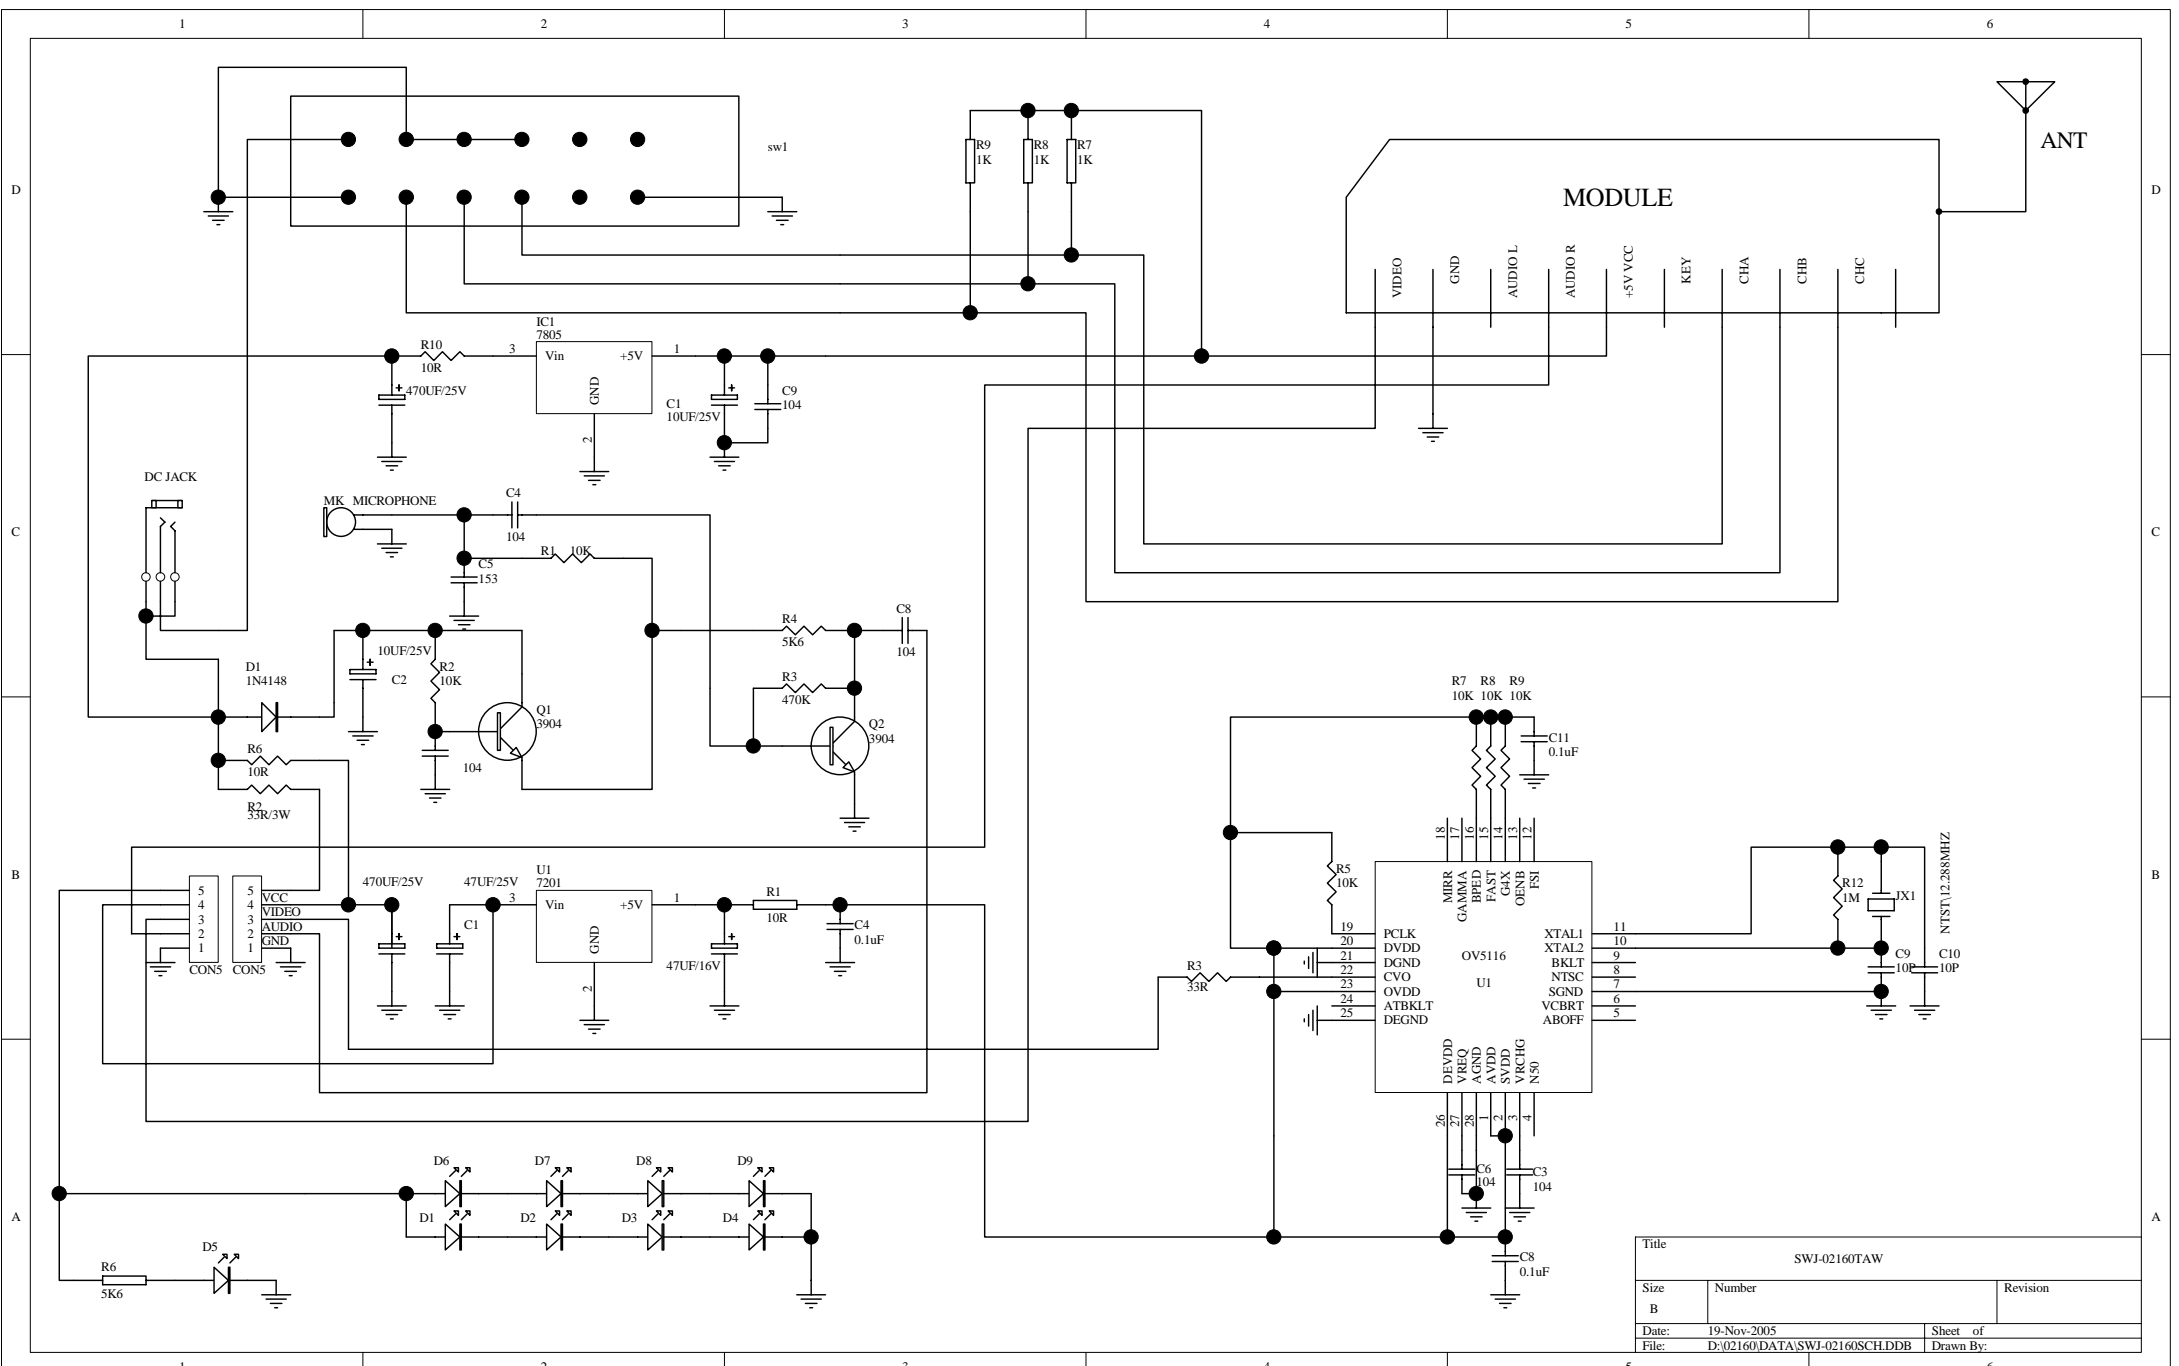 1 2 3 4 5 6
D
C
B
A
D
C
B
A
sw1
R9
1K
R8
1K
R7
1K
ANT
MODULE
VIDEO
GND
AUDIO L
AUDIO R
+5V VCC
KEY
CHA
CHB
CHC
IC1
7805
R10
10R
3
Vin
+5V
1
GND
2
470UF/25V
C1
10UF/25V
C9
104
DC JACK
MK MICROPHONE
C4
104
R1 10K
C5
153
R4
5K6
C8
104
10UF/25V
C2
D1
1N4148
R2
10K
R3
470K
Q1
3904
Q2
3904
104
R6
10R
R2
33R/3W
R7 R8 R9
10K 10K 10K
C11
0.1uF
5
4
3
2
1
CON5
5
4
3
2
1
CON5
VCC
VIDEO
AUDIO
GND
470UF/25V
47UF/25V
C1
U1
7201
3
Vin
+5V
1
GND
2
R1
10R
47UF/16V
C4
0.1uF
R5
10K
R3
33R
18 17 16 15 14 13 12
MIRR
GAMMA
BPED
FAST
G4X
OENB
FSI
19 PCLK
20 DVDD
21 DGND
22 CVO
23 OVDD
24 ATBKLT
25 DEGND
OV5116
U1
XTAL1 11
XTAL2 10
BKLT 9
NTSC 8
SGND 7
VCBRT 6
ABOFF 5
DEVDD
VREQ
AGND
AVDD
SVDD
VRCHG
N50
26 27 28 1 2 3 4
R12
1M
JX1
NTST\12.288MHZ
C9
10P
C10
10P
C6
104
C3
104
C8
0.1uF
D6 D7 D8 D9
D1 D2 D3 D4
D5
R6
5K6
Title
SWJ-02160TAW
Size Number Revision
B
Date: 19-Nov-2005 Sheet of
File: D:\02160\DATA\SWJ-02160SCH.DDB Drawn By:
1 2 3 4 5 6